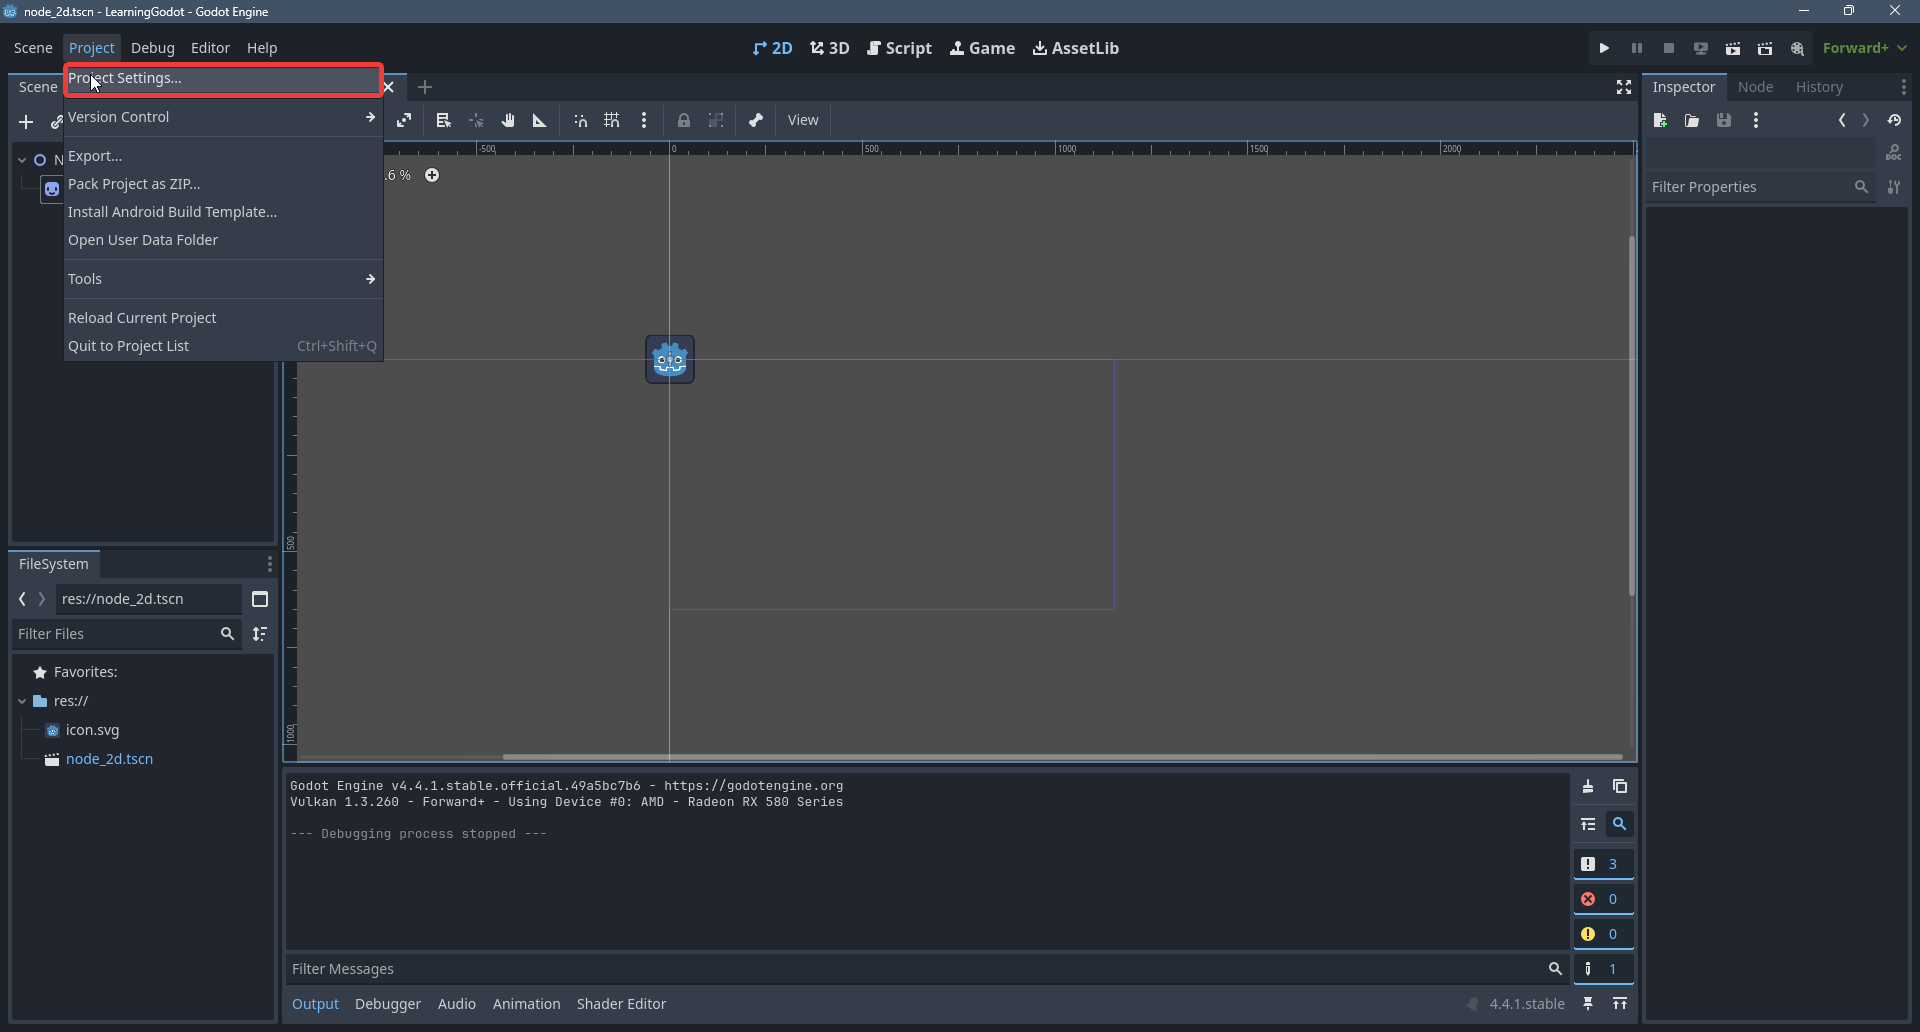 node_2d.tscn - LearningGodot - Godot Engine
Scene Project Debug Editor Help
2D 3D Script Game AssetLib
Forward+
Project Settings...
Version Control
Export...
Pack Project as ZIP...
Install Android Build Template...
Open User Data Folder
Tools
Reload Current Project
Quit to Project List Ctrl+Shift+Q
Scene
N
View
-500 0 500 1000 1500 2000
.6 %
500
1000
FileSystem
res://node_2d.tscn
Filter Files
Favorites:
res://
icon.svg
node_2d.tscn
Godot Engine v4.4.1.stable.official.49a5bc7b6 - https://godotengine.org
Vulkan 1.3.260 - Forward+ - Using Device #0: AMD - Radeon RX 580 Series
--- Debugging process stopped ---
3
0
0
1
Filter Messages
Output Debugger Audio Animation Shader Editor
4.4.1.stable
Inspector Node History
DOC
Filter Properties